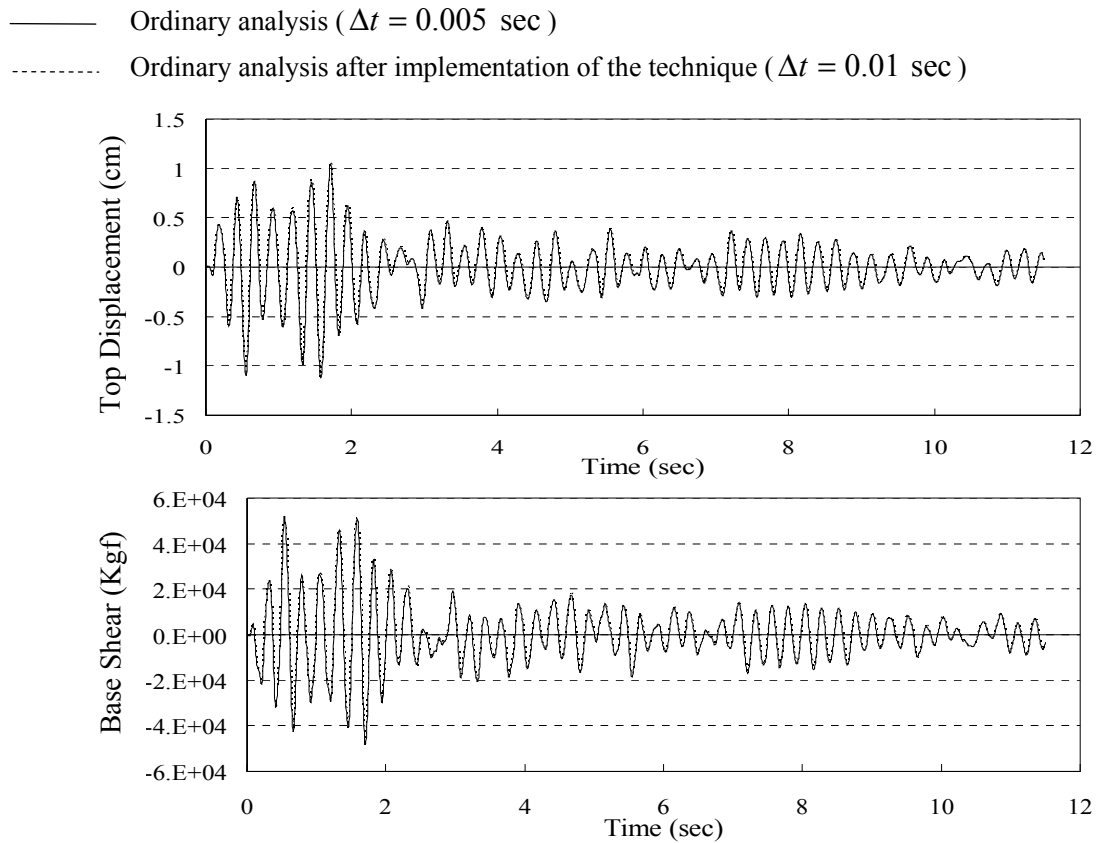 Ordinary analysis ( Δt = 0.005 sec )
Ordinary analysis after implementation of the technique ( Δt = 0.01 sec )
Top Displacement (cm)
1.5
1
0.5
0
-0.5
-1
-1.5
0 2 4 6 8 10 12
Time (sec)
Base Shear (Kgf)
6.E+04
4.E+04
2.E+04
0.E+00
-2.E+04
-4.E+04
-6.E+04
0 2 4 6 8 10 12
Time (sec)